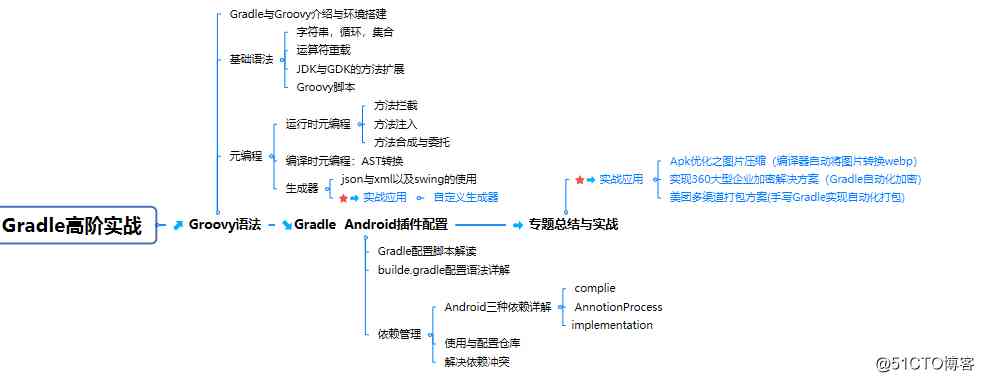 Gradle高阶实战
Groovy语法
Gradle与Groovy介绍与环境搭建
基础语法
字符串，循环，集合
运算符重载
JDK与GDK的方法扩展
Groovy脚本
元编程
运行时元编程
方法拦截
方法注入
方法合成与委托
编译时元编程：AST转换
生成器
json与xml以及swing的使用
实战应用
自定义生成器
Gradle Android插件配置
Gradle配置脚本解读
builde.gradle配置语法详解
依赖管理
Android三种依赖详解
complie
AnnotionProcess
implementation
使用与配置仓库
解决依赖冲突
专题总结与实战
实战应用
Apk优化之图片压缩（编译器自动将图片转换webp）
实现360大型企业加密解决方案（Gradle自动化加密）
美团多渠道打包方案(手写Gradle实现自动化打包)
@51CTO博客